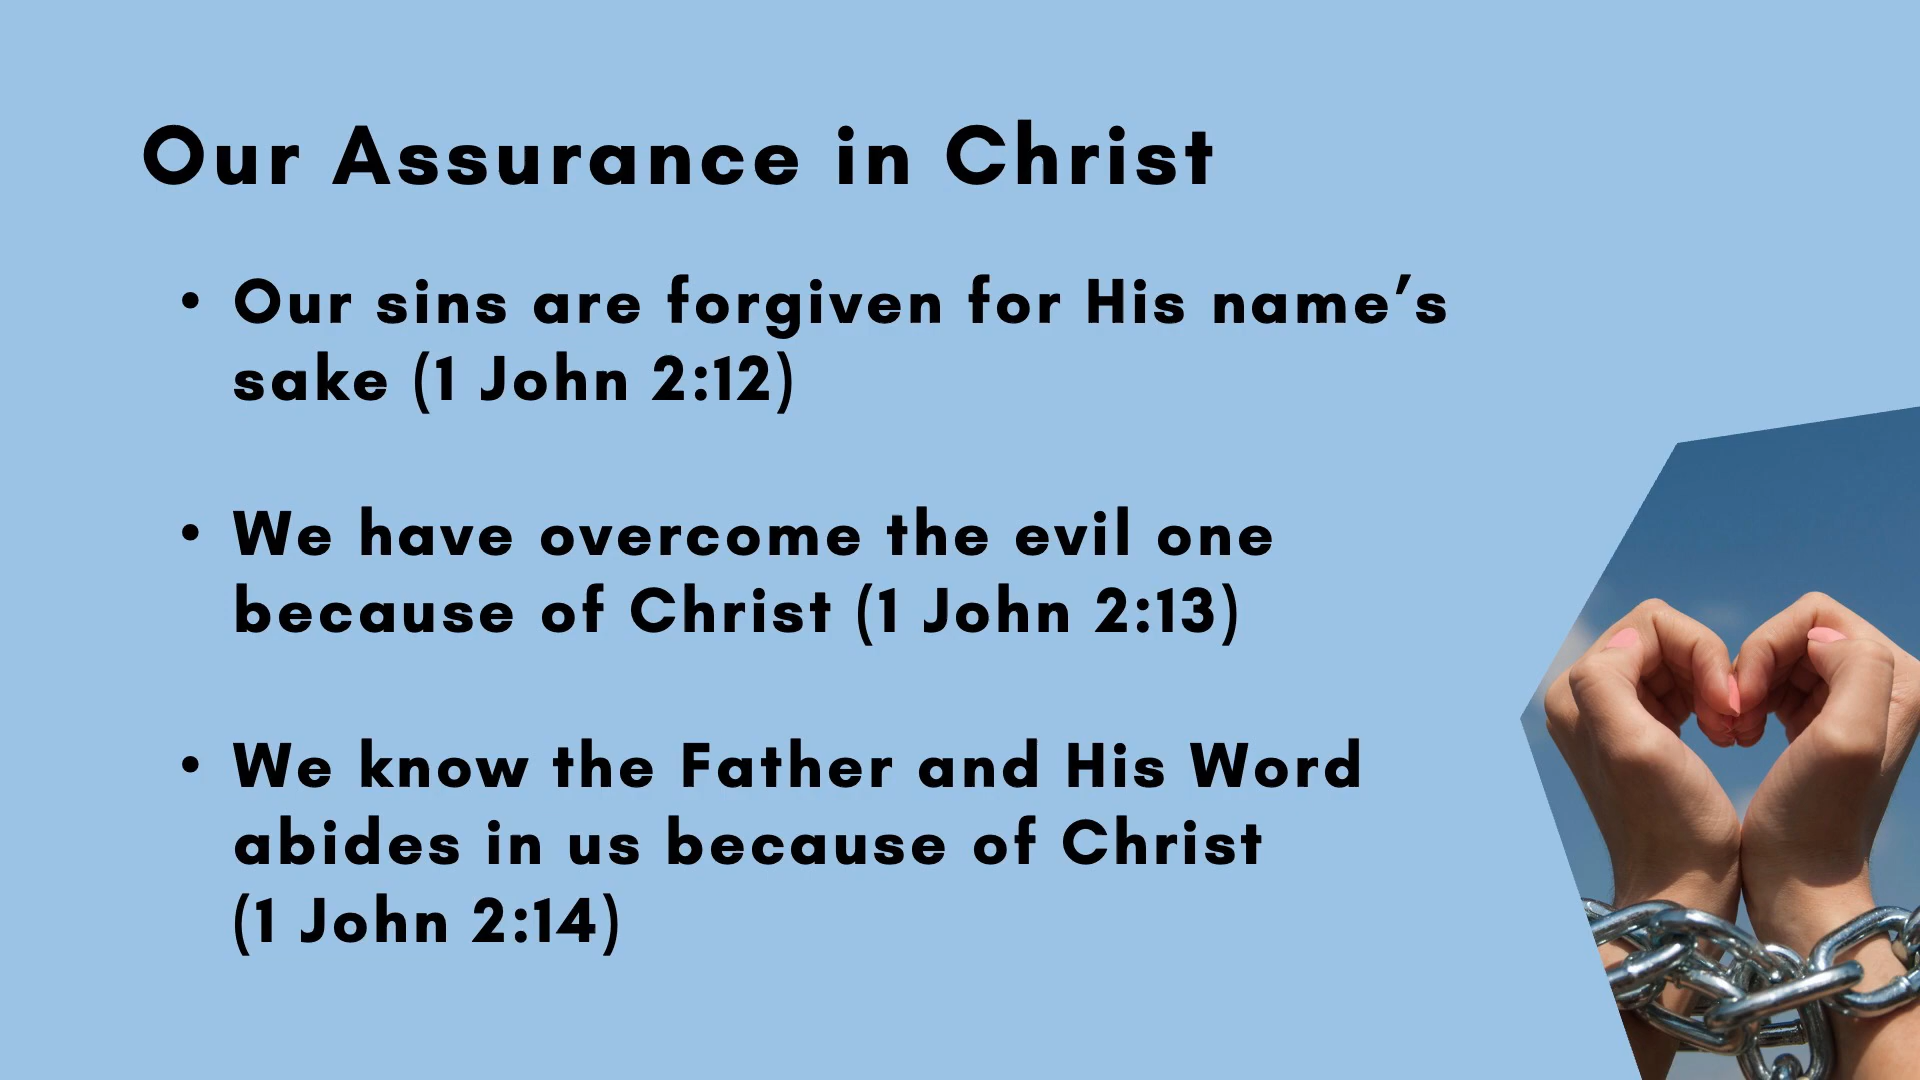 Our Assurance in Christ
• Our sins are forgiven for His name’s
sake (1 John 2:12)
• We have overcome the evil one
because of Christ (1 John 2:13)
• We know the Father and His Word
abides in us because of Christ
(1 John 2:14)